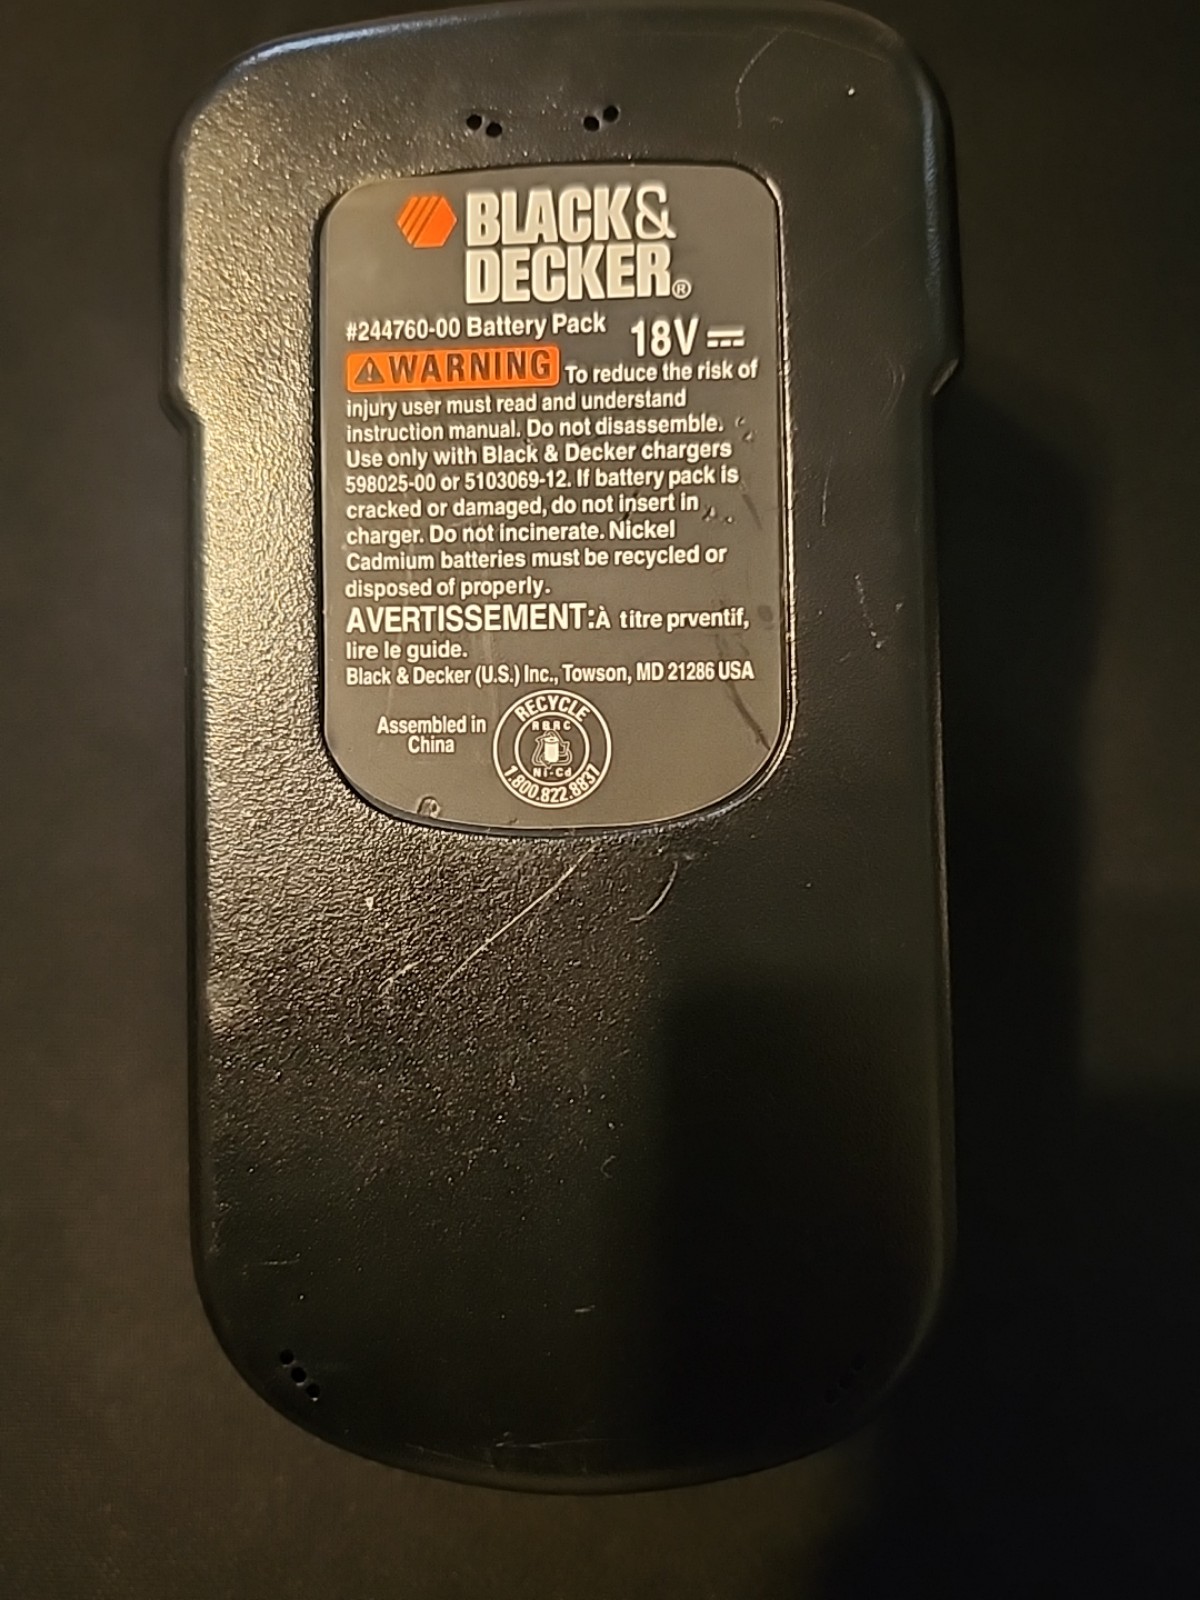 BLACK&
DECKER®
#244760-00 Battery Pack 18V
WARNING To reduce the risk of
injury user must read and understand
instruction manual. Do not disassemble.
Use only with Black & Decker chargers
598025-00 or 5103069-12. If battery pack is
cracked or damaged, do not insert in
charger. Do not incinerate. Nickel
Cadmium batteries must be recycled or
disposed of properly.
AVERTISSEMENT:À titre prventif,
lire le guide.
Black & Decker (U.S.) Inc., Towson, MD 21286 USA
Assembled in
China
RECYCLE
RBRC
Ni-Cd
1.800.822.8837